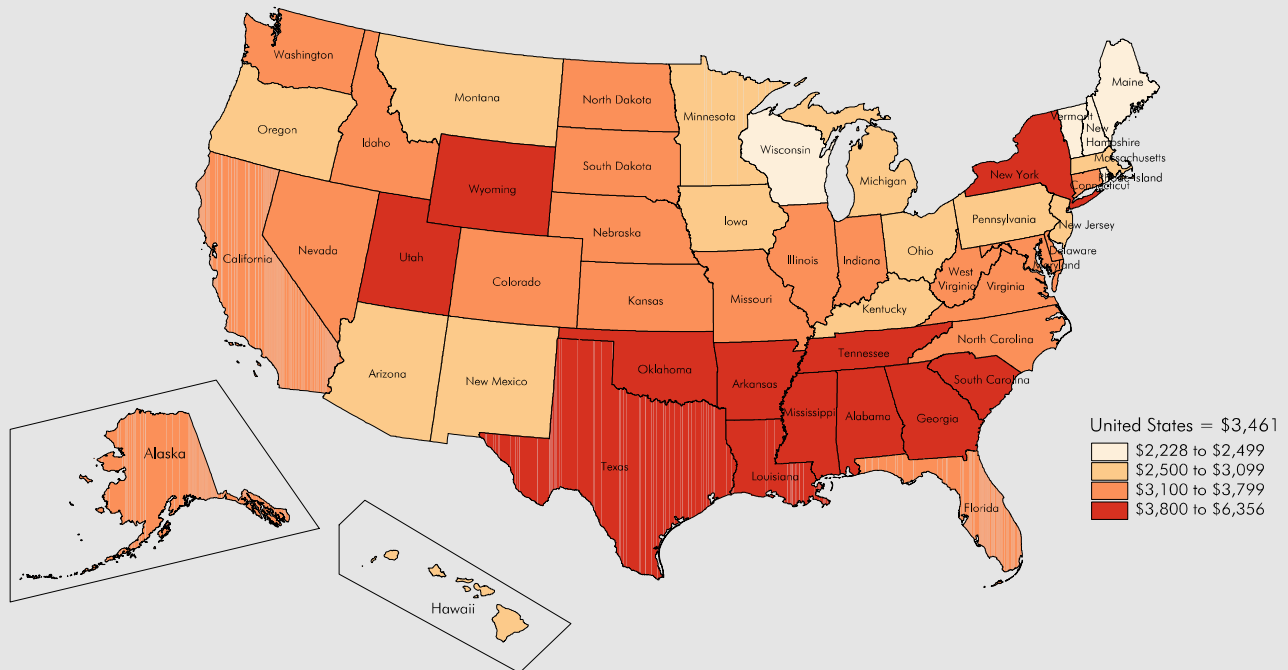 Washington
Montana
North Dakota
Minnesota
Maine
Oregon
Idaho
South Dakota
Wisconsin
Michigan
Vermont
New
Hampshire
Massachusetts
Rhode Island
Connecticut
New York
Wyoming
Iowa
Nebraska
Pennsylvania
New Jersey
Ohio
Illinois
Indiana
Nevada
Utah
California
Colorado
Kansas
Missouri
West
Virginia
Virginia
Delaware
Maryland
Kentucky
North Carolina
Tennessee
Arizona
New Mexico
Oklahoma
Arkansas
South Carolina
Mississippi
Alabama
Georgia
Texas
Louisiana
Florida
Alaska
Hawaii
United States = $3,461
$2,228 to $2,499
$2,500 to $3,099
$3,100 to $3,799
$3,800 to $6,356